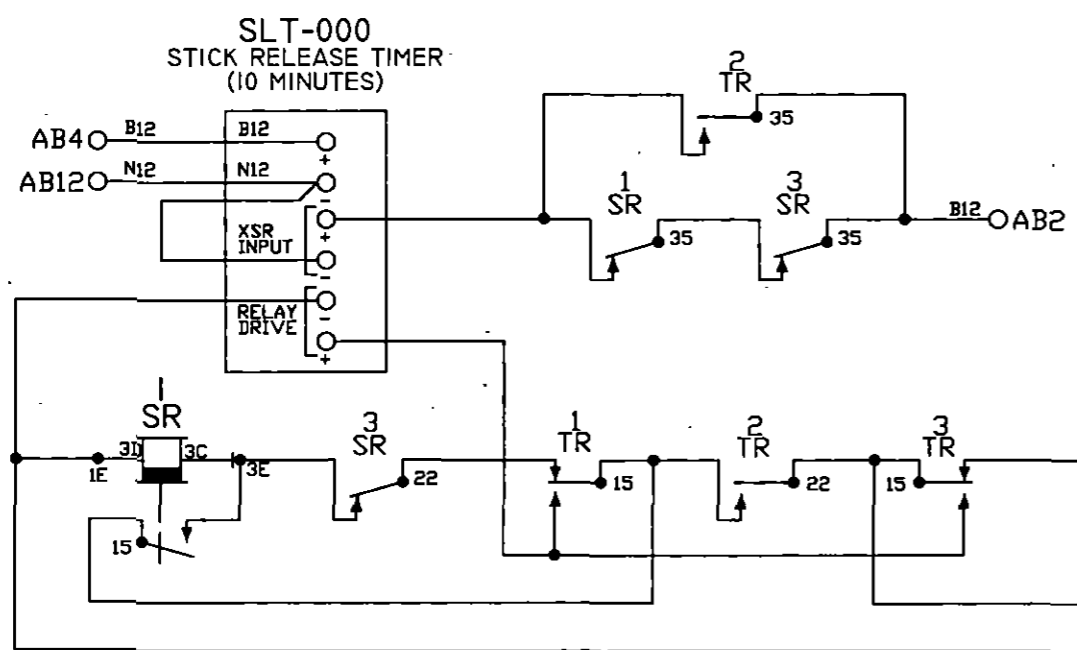 SLT-000
STICK RELEASE TIMER
(10 MINUTES)
2
TR
35
AB4
B12
B12
+
AB12
N12
N12
-
XSR
INPUT
+
-
RELAY
DRIVE
-
+
1
SR
35
3
SR
35
B12
AB2
1
SR
1E
3D
3C
3E
15
3
SR
22
1
TR
15
2
TR
22
3
TR
15